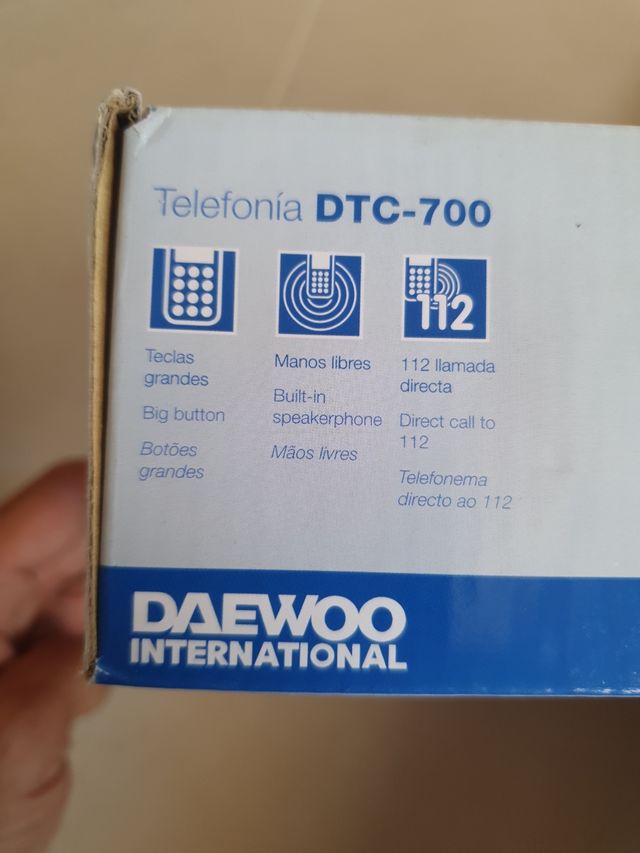 Telefonía DTC-700
112
Teclas
grandes
Big button
Botões
grandes
Manos libres
Built-in
speakerphone
Mãos livres
112 llamada
directa
Direct call to
112
Telefonema
directo ao 112
DAEWOO
INTERNATIONAL